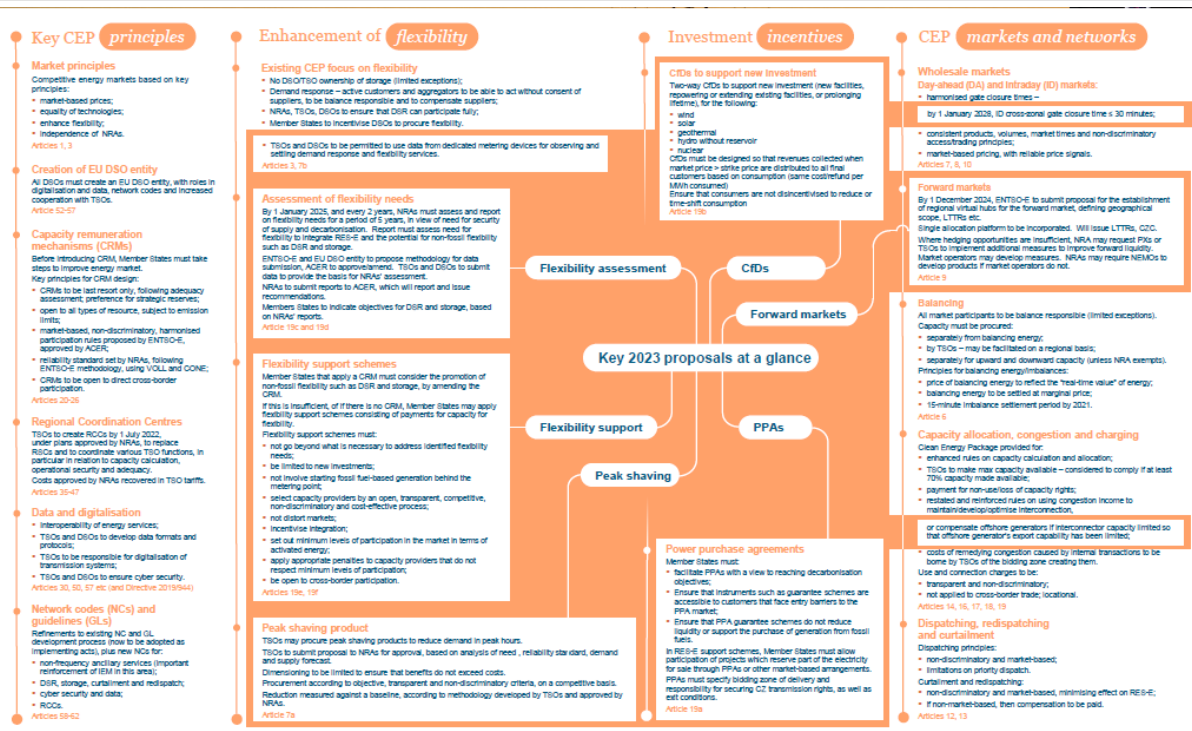 Key CEP principles
Market principles
Competitive energy markets based on key
principles:
• market-based prices;
• equality of technologies;
• enhance flexibility;
• independence of NRAs.
Articles 1, 3
Creation of EU DSO entity
All DSOs must create an EU DSO entity, with roles in
digitalisation and data, network codes and increased
cooperation with TSOs.
Article 52-57
Capacity remuneration
mechanisms (CRMs)
Before introducing CRM, Member States must take
steps to improve energy market.
Key principles for CRM design:
• CRMs to be last resort only, following adequacy
assessment; preference for strategic reserves;
• open to all types of resource, subject to emission
limits;
• market-based, non-discriminatory, harmonised
participation rules proposed by ENTSO-E,
approved by ACER;
• reliability standard set by NRAs, following
ENTSO-E methodology, using VOLL and CONE;
• CRMs to be open to direct cross-border
participation.
Articles 20-26
Regional Coordination Centres
TSOs to create RCCs by 1 July 2022,
under plans approved by NRAs, to replace
RSCs and to coordinate various TSO functions, in
particular in relation to capacity calculation,
operational security and adequacy.
Costs approved by NRAs recovered in TSO tariffs.
Articles 35-47
Data and digitalisation
• Interoperability of energy services;
• TSOs and DSOs to develop data formats and
protocols;
• TSOs to be responsible for digitalisation of
transmission systems;
• TSOs and DSOs to ensure cyber security.
Articles 30, 50, 57 etc (and Directive 2019/944)
Network codes (NCs) and
guidelines (GLs)
Refinements to existing NC and GL
development process (now to be adopted as
implementing acts), plus new NCs for:
• non-frequency ancillary services (important
reinforcement of IEM in this area);
• DSR, storage, curtailment and redispatch;
• cyber security and data;
• RCCs.
Articles 58-62
Enhancement of flexibility
Existing CEP focus on flexibility
• No DSO/TSO ownership of storage (limited exceptions);
• Demand response – active customers and aggregators to be able to act without consent of
suppliers, to be balance responsible and to compensate suppliers;
• NRAs, TSOs, DSOs to ensure that DSR can participate fully;
• Member States to incentivise DSOs to procure flexibility.
• TSOs and DSOs to be permitted to use data from dedicated metering devices for observing and
settling demand response and flexibility services.
Articles 3, 7b
Assessment of flexibility needs
By 1 January 2025, and every 2 years, NRAs must assess and report
on flexibility needs for a period of 5 years, in view of need for security
of supply and decarbonisation. Report must assess need for
flexibility to integrate RES-E and the potential for non-fossil flexibility
such as DSR and storage.
ENTSO-E and EU DSO entity to propose methodology for data
submission, ACER to approve/amend. TSOs and DSOs to submit
data to provide the basis for NRAs' assessment.
NRAs to submit reports to ACER, which will report and issue
recommendations.
Members States to indicate objectives for DSR and storage, based
on NRAs' reports.
Article 19c and 19d
Flexibility support schemes
Member States that apply a CRM must consider the promotion of
non-fossil flexibility such as DSR and storage, by amending the
CRM.
If this is insufficient, of if there is no CRM, Member States may apply
flexibility support schemes consisting of payments for capacity for
flexibility.
Flexibility support schemes must:
• not go beyond what is necessary to address identified flexibility
needs;
• be limited to new investments;
• not involve starting fossil fuel-based generation behind the
metering point;
• select capacity providers by an open, transparent, competitive,
non-discriminatory and cost-effective process;
• not distort markets;
• incentivise integration;
• set out minimum levels of participation in the market in terms of
activated energy;
• apply appropriate penalties to capacity providers that do not
respect minimum levels of participation;
• be open to cross-border participation.
Articles 19e, 19f
Peak shaving product
TSOs may procure peak shaving products to reduce demand in peak hours.
TSOs to submit proposal to NRAs for approval, based on analysis of need , reliability standard, demand
and supply forecast.
Dimensioning to be limited to ensure that benefits do not exceed costs.
Procurement according to objective, transparent and non-discriminatory criteria, on a competitive basis.
Reduction measured against a baseline, according to methodology developed by TSOs and approved by
NRAs.
Article 7a
Key 2023 proposals at a glance
Flexibility assessment
CfDs
Forward markets
Flexibility support
PPAs
Peak shaving
Investment incentives
CfDs to support new investment
Two-way CfDs to support new investment (new facilities,
repowering or extending existing facilities, or prolonging
lifetime), for the following:
• wind
• solar
• geothermal
• hydro without reservoir
• nuclear
CfDs must be designed so that revenues collected when
market price > strike price are distributed to all final
customers based on consumption (same cost/refund per
MWh consumed)
Ensure that consumers are not disincentivised to reduce or
time-shift consumption
Article 19b
Power purchase agreements
Member States must:
• facilitate PPAs with a view to reaching decarbonisation
objectives;
• Ensure that instruments such as guarantee schemes are
accessible to customers that face entry barriers to the
PPA market;
• Ensure that PPA guarantee schemes do not reduce
liquidity or support the purchase of generation from fossil
fuels.
In RES-E support schemes, Member States must allow
participation of projects which reserve part of the electricity
for sale through PPAs or other market-based arrangements.
PPAs must specify bidding zone of delivery and
responsibility for securing CZ transmission rights, as well as
exit conditions.
Article 19a
CEP markets and networks
Wholesale markets
Day-ahead (DA) and Intraday (ID) markets:
• harmonised gate closure times –
by 1 January 2028, ID cross-zonal gate closure time ≤ 30 minutes;
• consistent products, volumes, market times and non-discriminatory
access/trading principles;
• market-based pricing, with reliable price signals.
Articles 7, 8, 10
Forward markets
By 1 December 2024, ENTSO-E to submit proposal for the establishment
of regional virtual hubs for the forward market, defining geographical
scope, LTTRs etc.
Single allocation platform to be incorporated. Will issue LTTRs, CZC.
Where hedging opportunities are insufficient, NRA may request PXs or
TSOs to implement additional measures to improve forward liquidity.
Market operators may develop measures. NRAs may require NEMOs to
develop products if market operators do not.
Article 9
Balancing
All market participants to be balance responsible (limited exceptions).
Capacity must be procured:
• separately from balancing energy;
• by TSOs – may be facilitated on a regional basis;
• separately for upward and downward capacity (unless NRA exempts).
Principles for balancing energy/imbalances:
• price of balancing energy to reflect the "real-time value" of energy;
• balancing energy to be settled at marginal price;
• 15-minute imbalance settlement period by 2021.
Article 6
Capacity allocation, congestion and charging
Clean Energy Package provided for:
• enhanced rules on capacity calculation and allocation;
• TSOs to make max capacity available – considered to comply if at least
70% capacity made available;
• payment for non-use/loss of capacity rights;
• restated and reinforced rules on using congestion income to
maintain/develop/optimise interconnection,
or compensate offshore generators if interconnector capacity limited so
that offshore generator's export capability has been limited;
• costs of remedying congestion caused by internal transactions to be
borne by TSOs of the bidding zone creating them.
Use and connection charges to be:
• transparent and non-discriminatory;
• not applied to cross-border trade; locational.
Articles 14, 16, 17, 18, 19
Dispatching, redispatching
and curtailment
Dispatching principles:
• non-discriminatory and market-based;
• limitations on priority dispatch.
Curtailment and redispatching:
• non-discriminatory and market-based, minimising effect on RES-E;
• if non-market-based, then compensation to be paid.
Articles 12, 13